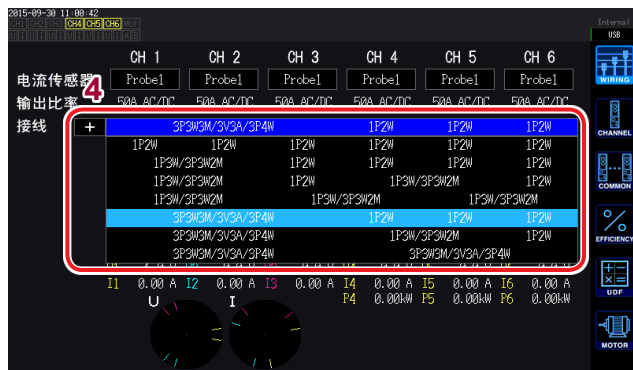 2015-09-30 11:00:42
CH1 CH2 CH3 CH4 CH5 CH6 Mot
U I U I U I U I U I U I A B
Internal
USB
CH 1 CH 2 CH 3 CH 4 CH 5 CH 6
电流传感器 Probe1 Probe1 Probe1 Probe1 Probe1 Probe1
4
输出比率 50A AC/DC 50A AC/DC 50A AC/DC 50A AC/DC 50A AC/DC 50A AC/DC
接线 + 3P3W3M/3V3A/3P4W 1P2W 1P2W 1P2W
1P2W 1P2W 1P2W 1P2W 1P2W 1P2W
1P3W/3P3W2M 1P2W 1P2W 1P2W 1P2W
1P3W/3P3W2M 1P2W 1P3W/3P3W2M 1P2W
1P3W/3P3W2M 1P3W/3P3W2M 1P3W/3P3W2M
3P3W3M/3V3A/3P4W 1P2W 1P2W 1P2W
3P3W3M/3V3A/3P4W 1P3W/3P3W2M 1P2W
3P3W3M/3V3A/3P4W 3P3W3M/3V3A/3P4W
I1 0.00 A I2 0.00 A I3 0.00 A I4 0.00 A I5 0.00 A I6 0.00 A
U I P4 0.00kW P5 0.00kW P6 0.00kW
WIRING
CHANNEL
COMMON
EFFICIENCY
UDF
MOTOR